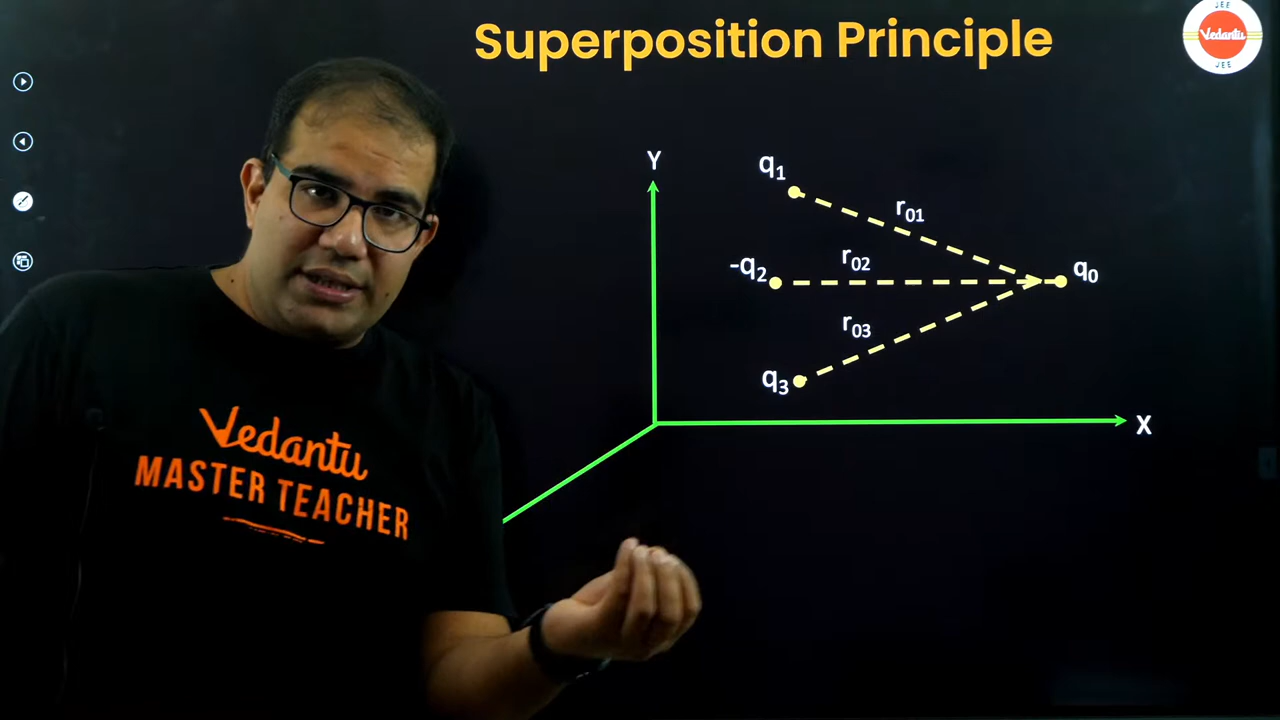 Superposition Principle
JEE
Vedantu
JEE
Y
q1
r01
-q2
r02
q0
r03
q3
X
Vedantu
MASTER TEACHER